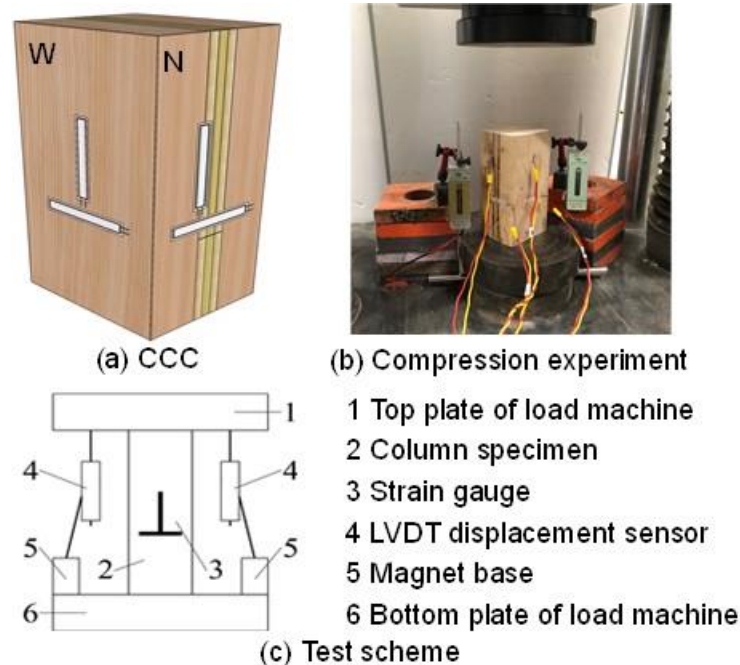 W
N
(a) CCC
(b) Compression experiment
1
4
4
5
2
3
5
6
1 Top plate of load machine
2 Column specimen
3 Strain gauge
4 LVDT displacement sensor
5 Magnet base
6 Bottom plate of load machine
(c) Test scheme